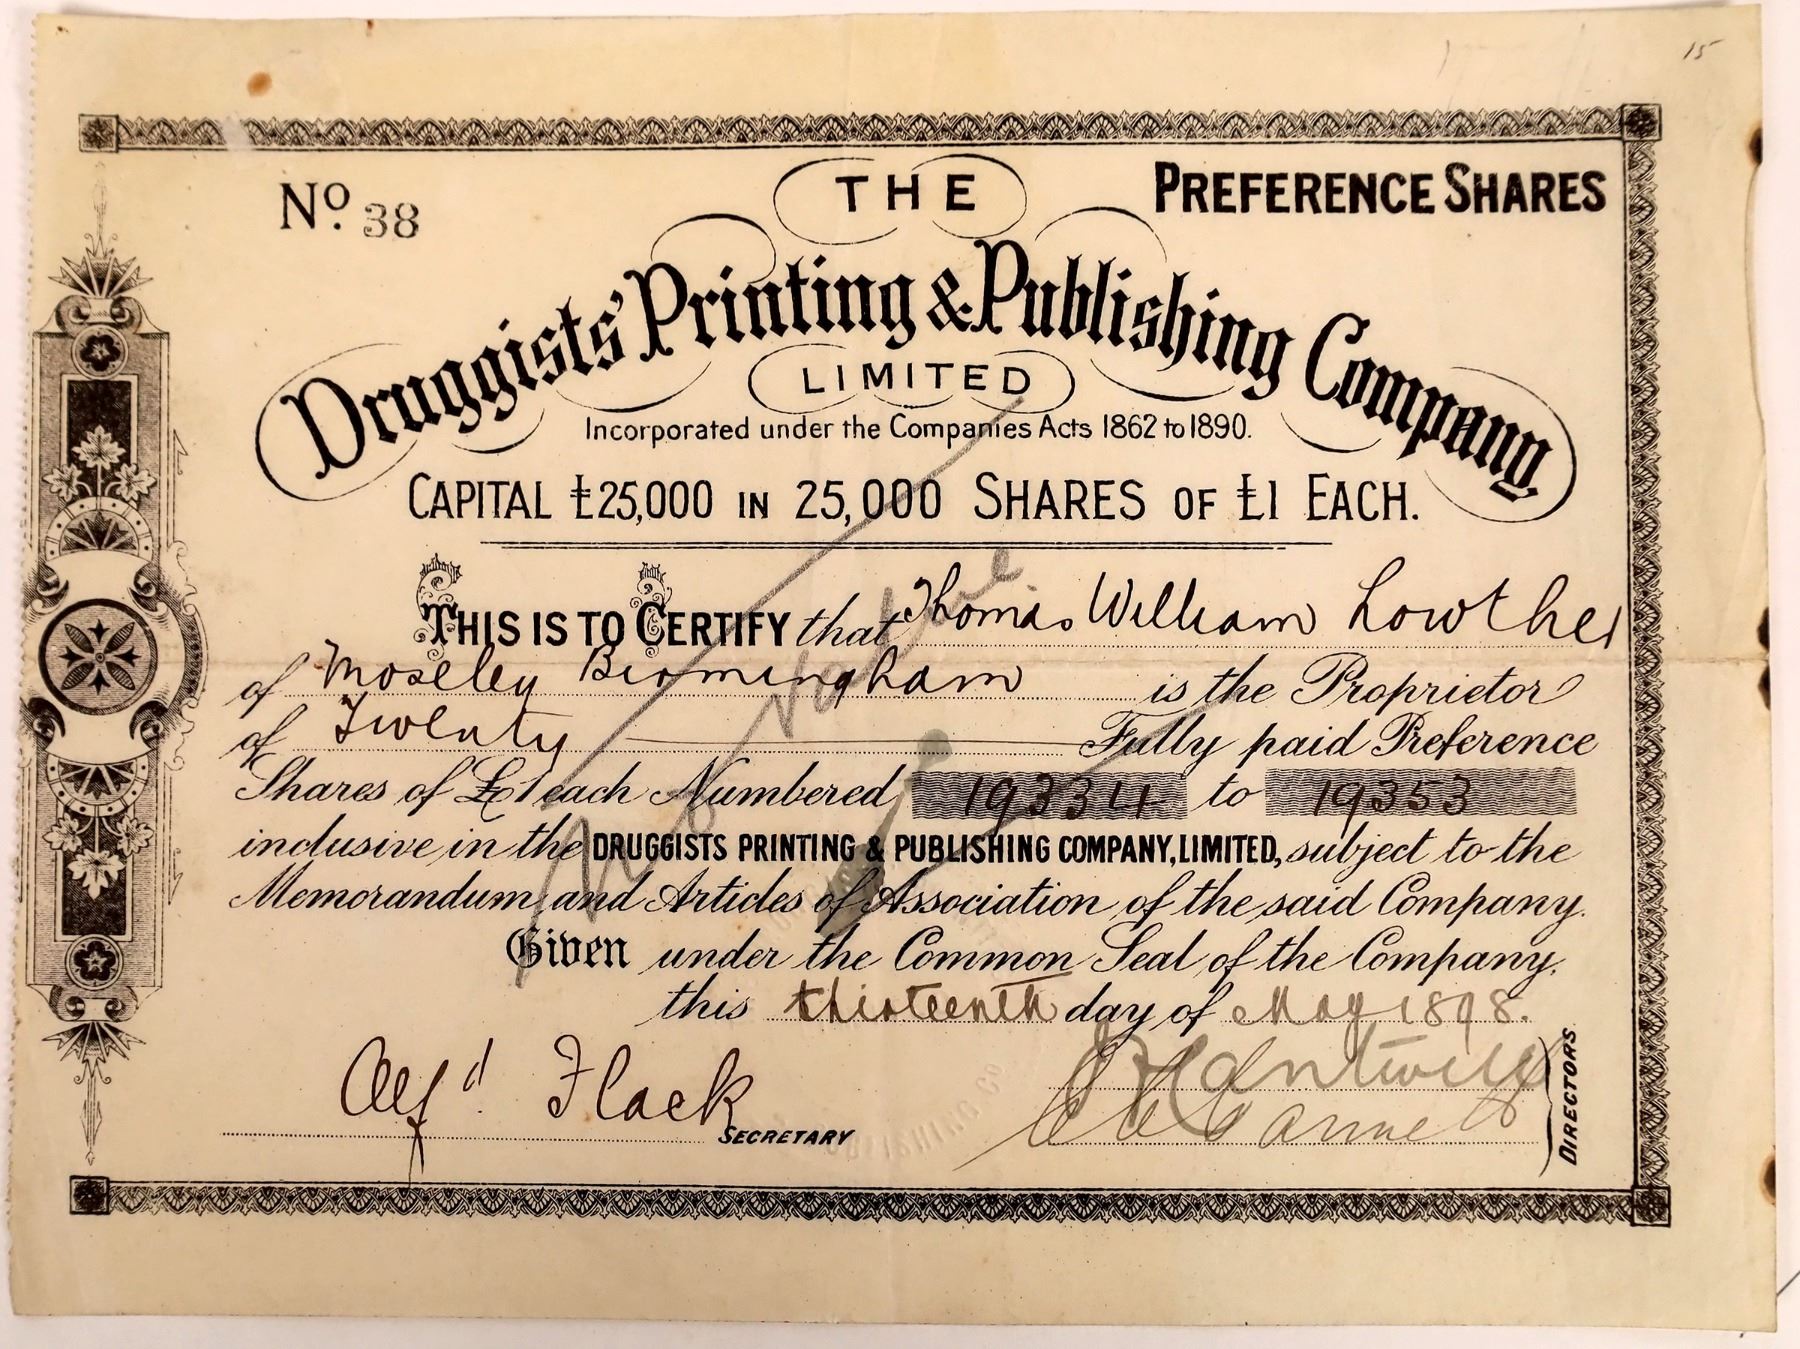 15
No. 38
THE
PREFERENCE SHARES
Druggists' Printing & Publishing Company,
LIMITED
Incorporated under the Companies Acts 1862 to 1890.
CAPITAL £25,000 IN 25,000 SHARES OF £1 EACH.
THIS IS TO CERTIFY that Thomas William Lowther
of Moseley Birmingham is the Proprietor
of Twenty Fully paid Preference
Shares of £1 each Numbered 19334 to 19353
inclusive in the DRUGGISTS PRINTING & PUBLISHING COMPANY, LIMITED, subject to the
Memorandum and Articles of Association of the said Company.
Given under the Common Seal of the Company,
this thirteenth day of May 1898.
No Value
Alfd. Flack
SECRETARY
DIRECTORS